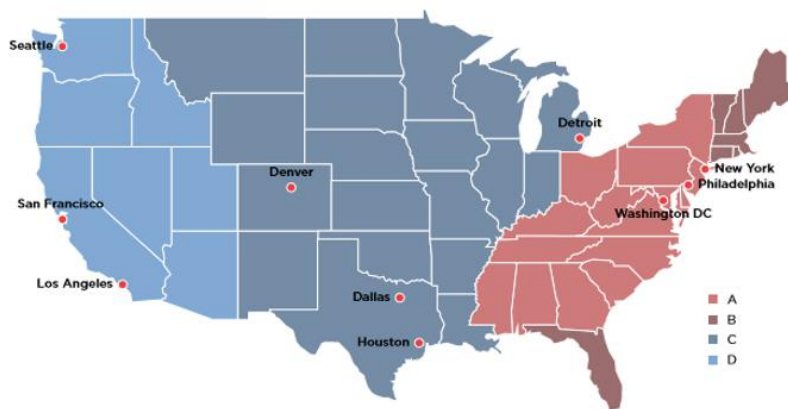 Seattle
Detroit
Denver
New York
Philadelphia
San Francisco
Washington DC
Los Angeles
Dallas
Houston
A
B
C
D